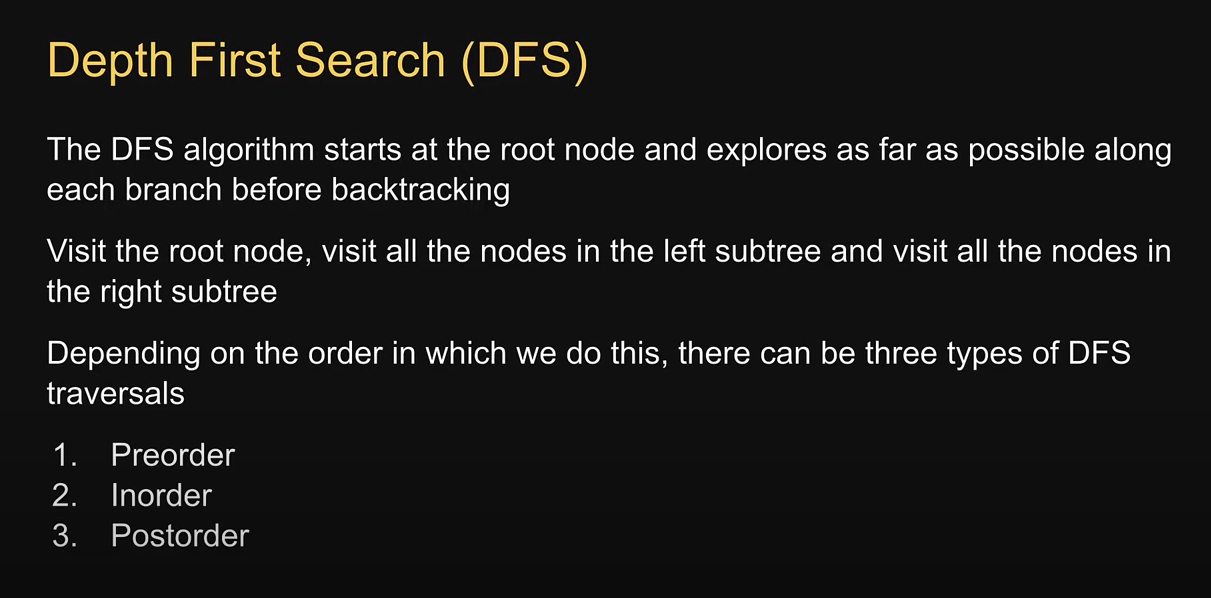 Depth First Search (DFS)
The DFS algorithm starts at the root node and explores as far as possible along
each branch before backtracking
Visit the root node, visit all the nodes in the left subtree and visit all the nodes in
the right subtree
Depending on the order in which we do this, there can be three types of DFS
traversals
1. Preorder
2. Inorder
3. Postorder